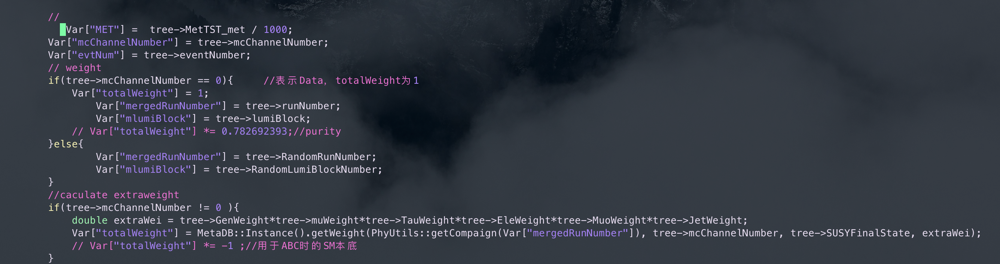 //
Var["MET"] =  tree->MetTST_met / 1000;
Var["mcChannelNumber"] = tree->mcChannelNumber;
Var["evtNum"] = tree->eventNumber;
// weight
if(tree->mcChannelNumber == 0){     //表示Data, totalWeight为1
Var["totalWeight"] = 1;
Var["mergedRunNumber"] = tree->runNumber;
Var["mlumiBlock"] = tree->lumiBlock;
// Var["totalWeight"] *= 0.782692393;//purity
}else{
Var["mergedRunNumber"] = tree->RandomRunNumber;
Var["mlumiBlock"] = tree->RandomLumiBlockNumber;
}
//caculate extraweight
if(tree->mcChannelNumber != 0 ){
double extraWei = tree->GenWeight*tree->muWeight*tree->TauWeight*tree->EleWeight*tree->MuoWeight*tree->JetWeight;
Var["totalWeight"] = MetaDB::Instance().getWeight(PhyUtils::getCompaign(Var["mergedRunNumber"]), tree->mcChannelNumber, tree->SUSYFinalState, extraWei);
// Var["totalWeight"] *= -1 ;//用于ABC时的SM本底
}